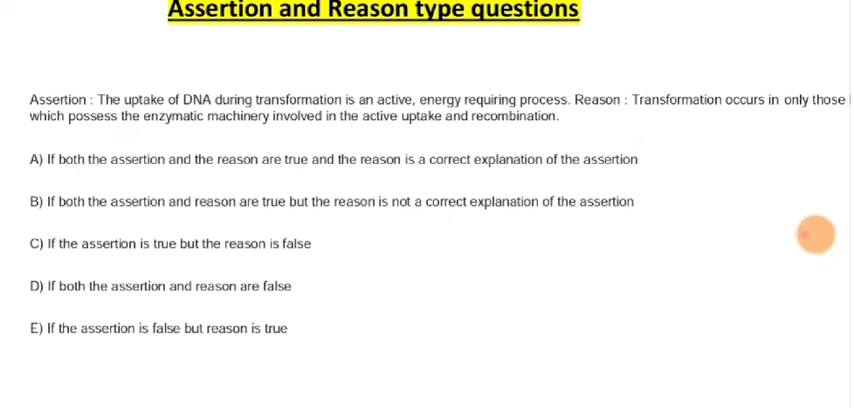 Assertion and Reason type questions
Assertion : The uptake of DNA during transformation is an active, energy requiring process. Reason : Transformation occurs in only those
which possess the enzymatic machinery involved in the active uptake and recombination.
A) If both the assertion and the reason are true and the reason is a correct explanation of the assertion
B) If both the assertion and reason are true but the reason is not a correct explanation of the assertion
C) If the assertion is true but the reason is false
D) If both the assertion and reason are false
E) If the assertion is false but reason is true